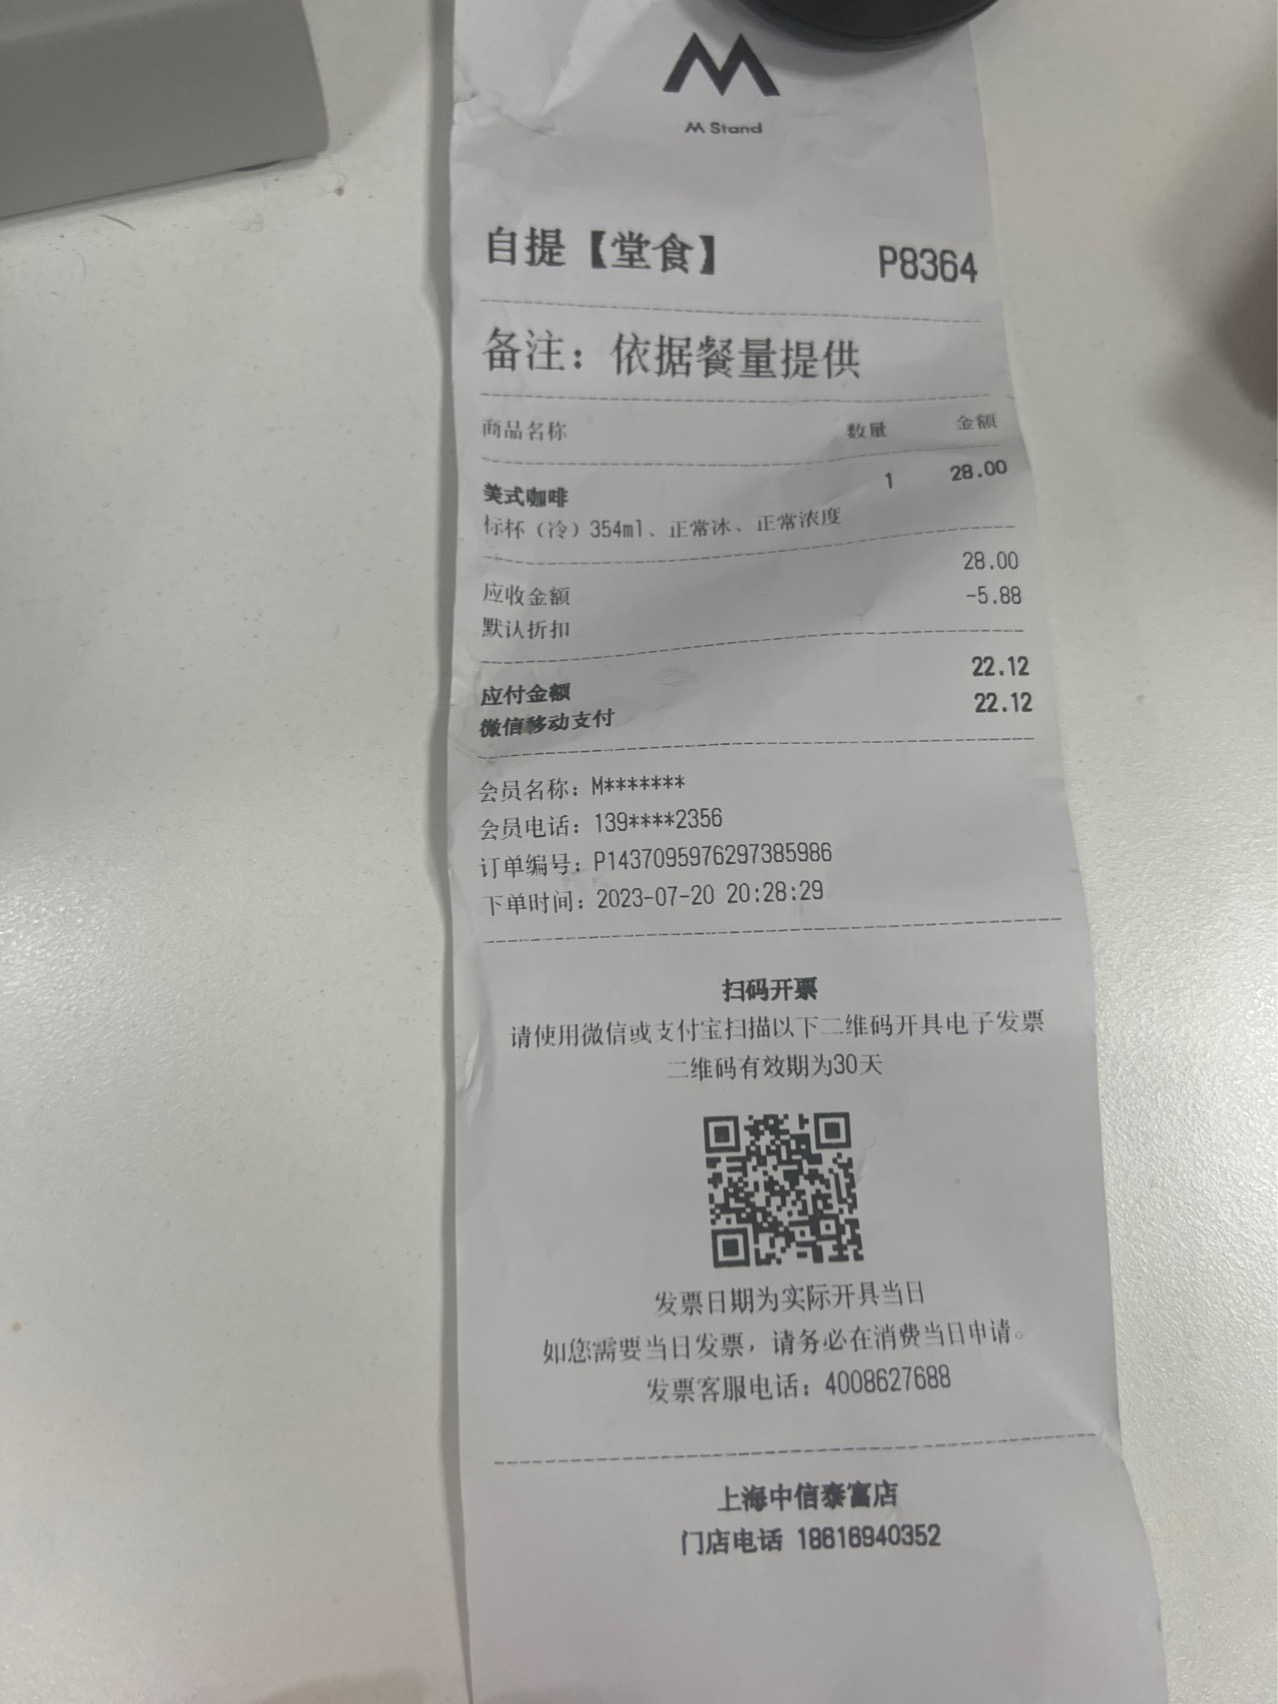 M Stand
自提【堂食】 P8364
备注：依据餐量提供
商品名称 数量 金额
美式咖啡 1 28.00
标杯（冷）354ml、正常冰、正常浓度
应收金额 28.00
默认折扣 -5.88
应付金额 22.12
微信移动支付 22.12
会员名称：M*******
会员电话：139****2356
订单编号：P1437095976297385986
下单时间：2023-07-20 20:28:29
扫码开票
请使用微信或支付宝扫描以下二维码开具电子发票
二维码有效期为30天
发票日期为实际开具当日
如您需要当日发票，请务必在消费当日申请。
发票客服电话：4008627688
上海中信泰富店
门店电话 18616940352